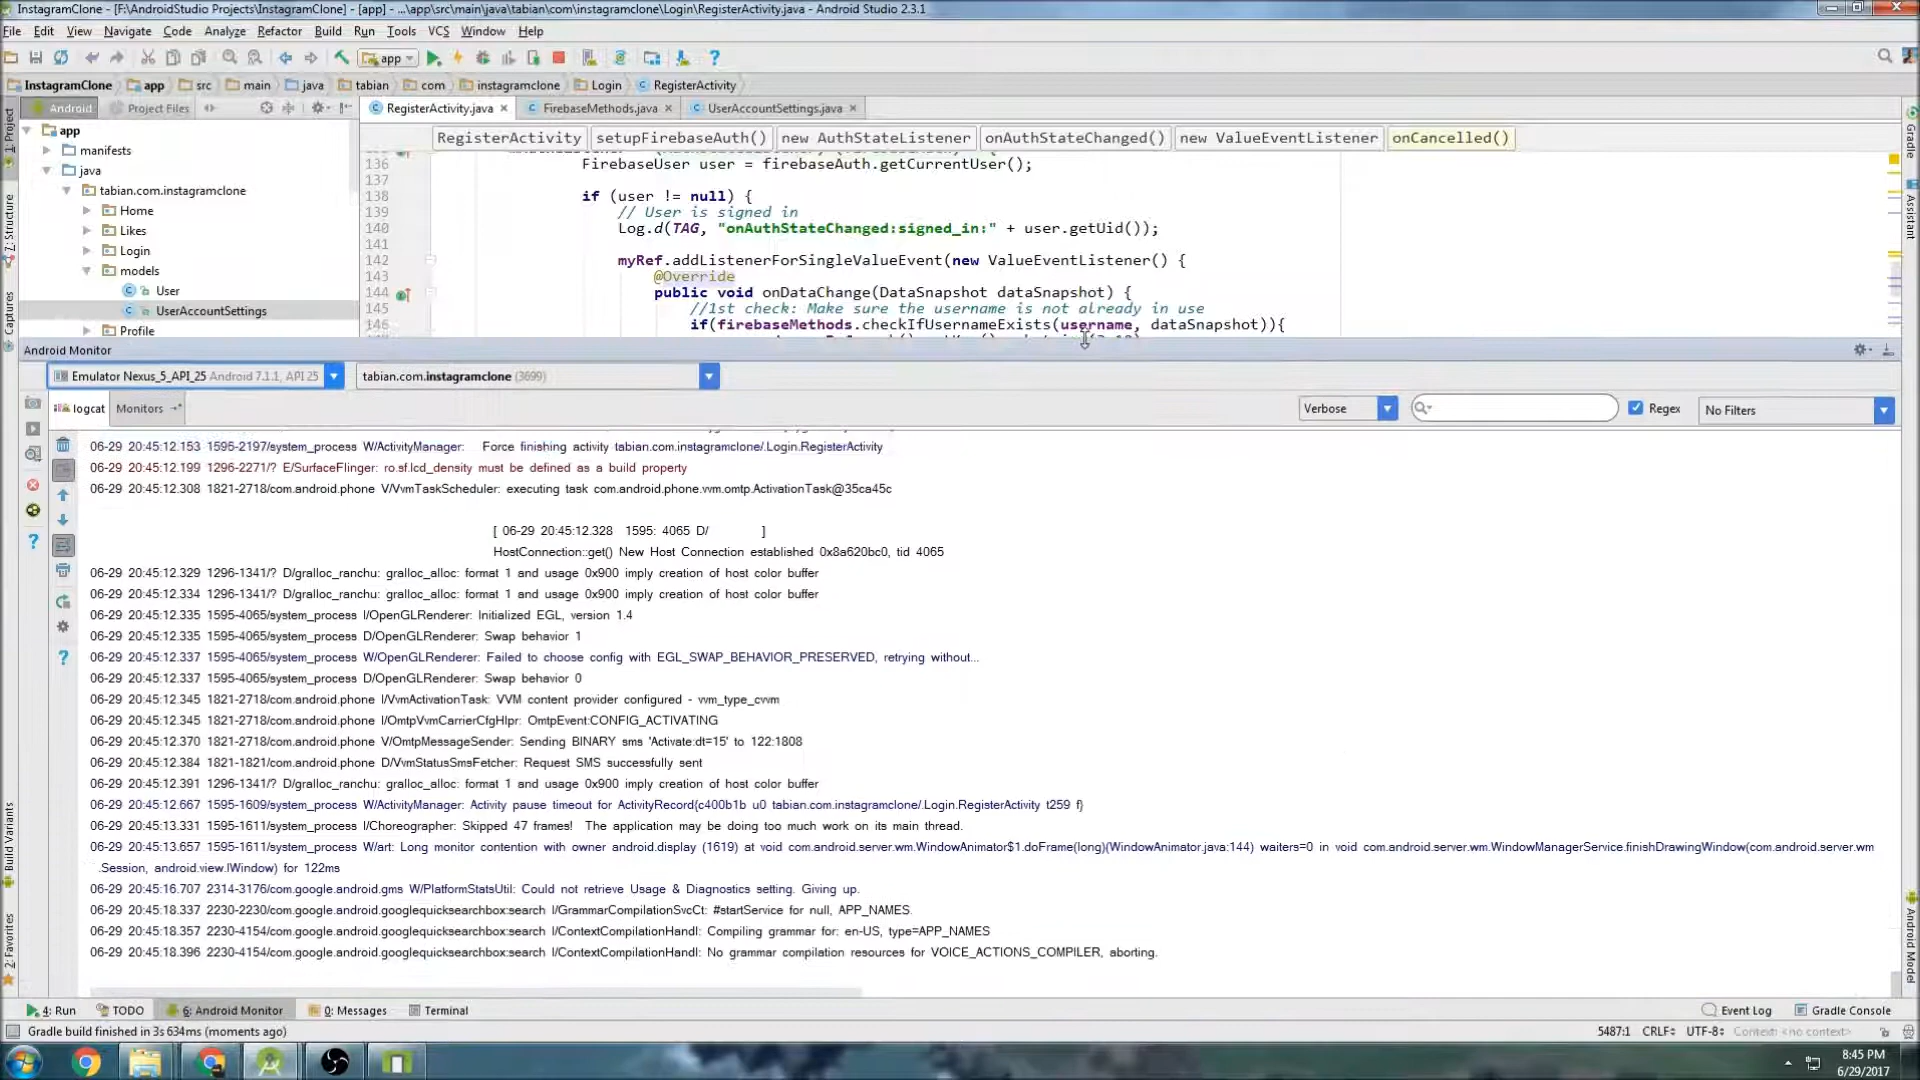 InstagramClone - [F:\AndroidStudio Projects\InstagramClone] - [app] - ...\app\src\main\java\tabian\com\instagramclone\Login\RegisterActivity.java - Android Studio 2.3.1
File Edit View Navigate Code Analyze Refactor Build Run Tools VCS Window Help
app
InstagramClone app src main java tabian com instagramclone Login RegisterActivity
Android Project Files RegisterActivity.java FirebaseMethods.java UserAccountSettings.java
RegisterActivity setupFirebaseAuth() new AuthStateListener onAuthStateChanged() new ValueEventListener onCancelled()
app
manifests
java
tabian.com.instagramclone
Home
Likes
Login
models
User
UserAccountSettings
Profile
136 FirebaseUser user = firebaseAuth.getCurrentUser();
137
138 if (user != null) {
139 // User is signed in
140 Log.d(TAG, "onAuthStateChanged:signed_in:" + user.getUid());
141
142 myRef.addListenerForSingleValueEvent(new ValueEventListener() {
143 @Override
144 public void onDataChange(DataSnapshot dataSnapshot) {
145 //1st check: Make sure the username is not already in use
146 if(firebaseMethods.checkIfUsernameExists(username, dataSnapshot)){
1: Project
7: Structure
Captures
Build Variants
2: Favorites
Gradle
Assistant
Android Model
Android Monitor
Emulator Nexus_5_API_25 Android 7.1.1, API 25 tabian.com.instagramclone (3699)
logcat Monitors Verbose Regex No Filters
06-29 20:45:12.153 1595-2197/system_process W/ActivityManager: Force finishing activity tabian.com.instagramclone/.Login.RegisterActivity
06-29 20:45:12.199 1296-2271/? E/SurfaceFlinger: ro.sf.lcd_density must be defined as a build property
06-29 20:45:12.308 1821-2718/com.android.phone V/VvmTaskScheduler: executing task com.android.phone.vvm.omtp.ActivationTask@35ca45c
[ 06-29 20:45:12.328 1595: 4065 D/ ]
HostConnection::get() New Host Connection established 0x8a620bc0, tid 4065
06-29 20:45:12.329 1296-1341/? D/gralloc_ranchu: gralloc_alloc: format 1 and usage 0x900 imply creation of host color buffer
06-29 20:45:12.334 1296-1341/? D/gralloc_ranchu: gralloc_alloc: format 1 and usage 0x900 imply creation of host color buffer
06-29 20:45:12.335 1595-4065/system_process I/OpenGLRenderer: Initialized EGL, version 1.4
06-29 20:45:12.335 1595-4065/system_process D/OpenGLRenderer: Swap behavior 1
06-29 20:45:12.337 1595-4065/system_process W/OpenGLRenderer: Failed to choose config with EGL_SWAP_BEHAVIOR_PRESERVED, retrying without...
06-29 20:45:12.337 1595-4065/system_process D/OpenGLRenderer: Swap behavior 0
06-29 20:45:12.345 1821-2718/com.android.phone I/VvmActivationTask: VVM content provider configured - vvm_type_cvvm
06-29 20:45:12.345 1821-2718/com.android.phone I/OmtpVvmCarrierCfgHlpr: OmtpEvent:CONFIG_ACTIVATING
06-29 20:45:12.370 1821-2718/com.android.phone V/OmtpMessageSender: Sending BINARY sms 'Activate:dt=15' to 122:1808
06-29 20:45:12.384 1821-1821/com.android.phone D/VvmStatusSmsFetcher: Request SMS successfully sent
06-29 20:45:12.391 1296-1341/? D/gralloc_ranchu: gralloc_alloc: format 1 and usage 0x900 imply creation of host color buffer
06-29 20:45:12.667 1595-1609/system_process W/ActivityManager: Activity pause timeout for ActivityRecord{c400b1b u0 tabian.com.instagramclone/.Login.RegisterActivity t259 f}
06-29 20:45:13.331 1595-1611/system_process I/Choreographer: Skipped 47 frames! The application may be doing too much work on its main thread.
06-29 20:45:13.657 1595-1611/system_process W/art: Long monitor contention with owner android.display (1619) at void com.android.server.wm.WindowAnimator$1.doFrame(long)(WindowAnimator.java:144) waiters=0 in void com.android.server.wm.WindowManagerService.finishDrawingWindow(com.android.server.wm
.Session, android.view.IWindow) for 122ms
06-29 20:45:16.707 2314-3176/com.google.android.gms W/PlatformStatsUtil: Could not retrieve Usage & Diagnostics setting. Giving up.
06-29 20:45:18.337 2230-2230/com.google.android.googlequicksearchbox:search I/GrammarCompilationSvcCt: #startService for null, APP_NAMES
06-29 20:45:18.357 2230-4154/com.google.android.googlequicksearchbox:search I/ContextCompilationHandl: Compiling grammar for: en-US, type=APP_NAMES
06-29 20:45:18.396 2230-4154/com.google.android.googlequicksearchbox:search I/ContextCompilationHandl: No grammar compilation resources for VOICE_ACTIONS_COMPILER, aborting.
4: Run TODO 6: Android Monitor 0: Messages Terminal Event Log Gradle Console
Gradle build finished in 3s 634ms (moments ago) 5487:1 CRLF UTF-8 Context: <no context>
8:45 PM
6/29/2017